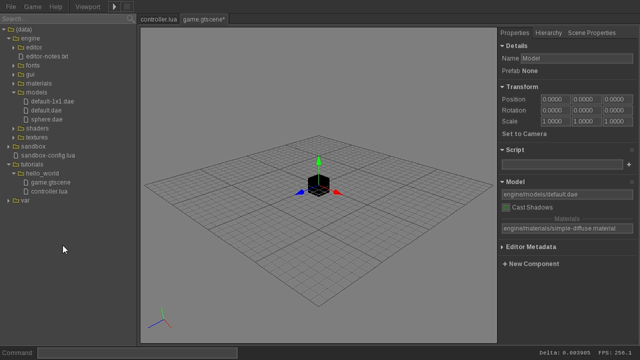 File Game Help Viewport
Search
(data)
engine
editor
editor-notes.txt
fonts
gui
materials
models
default-1x1.dae
default.dae
sphere.dae
shaders
textures
sandbox
sandbox-config.lua
tutorials
hello_world
game.gtscene
controller.lua
var
controller.lua game.gtscene*
Properties Hierarchy Scene Properties
Details
Name Model
Prefab None
Transform
Position 0.0000 0.0000 0.0000
Rotation 0.0000 0.0000 0.0000
Scale 1.0000 1.0000 1.0000
Set to Camera
Script
+
Model
engine/models/default.dae
Cast Shadows
Materials
engine/materials/simple-diffuse.material
Editor Metadata
+ New Component
Command Delta: 0.003905 FPS: 256.1